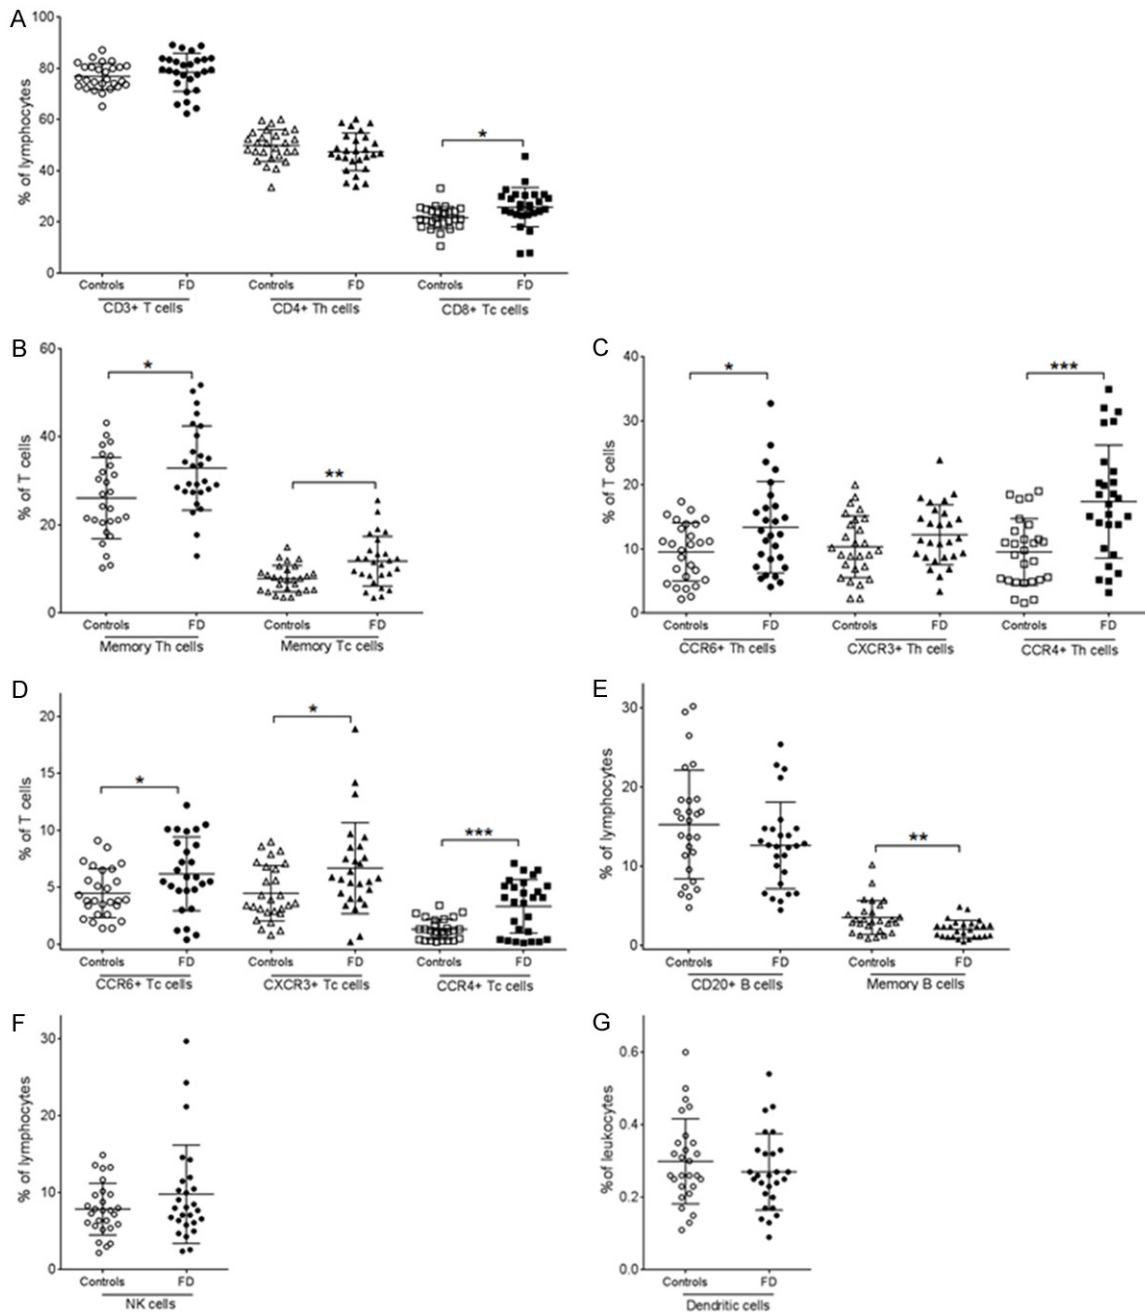 A
100
80
60
40
20
0
% of lymphocytes
*
Controls FD Controls FD Controls FD
CD3+ T cells CD4+ Th cells CD8+ Tc cells
B
60
40
20
0
% of T cells
* **
Controls FD Controls FD
Memory Th cells Memory Tc cells
C
40
30
20
10
0
% of T cells
* ***
Controls FD Controls FD Controls FD
CCR6+ Th cells CXCR3+ Th cells CCR4+ Th cells
D
20
15
10
5
0
% of T cells
* * ***
Controls FD Controls FD Controls FD
CCR6+ Tc cells CXCR3+ Tc cells CCR4+ Tc cells
E
30
20
10
0
% of lymphocytes
**
Controls FD Controls FD
CD20+ B cells Memory B cells
F
30
20
10
0
% of lymphocytes
Controls FD
NK cells
G
0.6
0.4
0.2
0.0
%of leukocytes
Controls FD
Dendritic cells